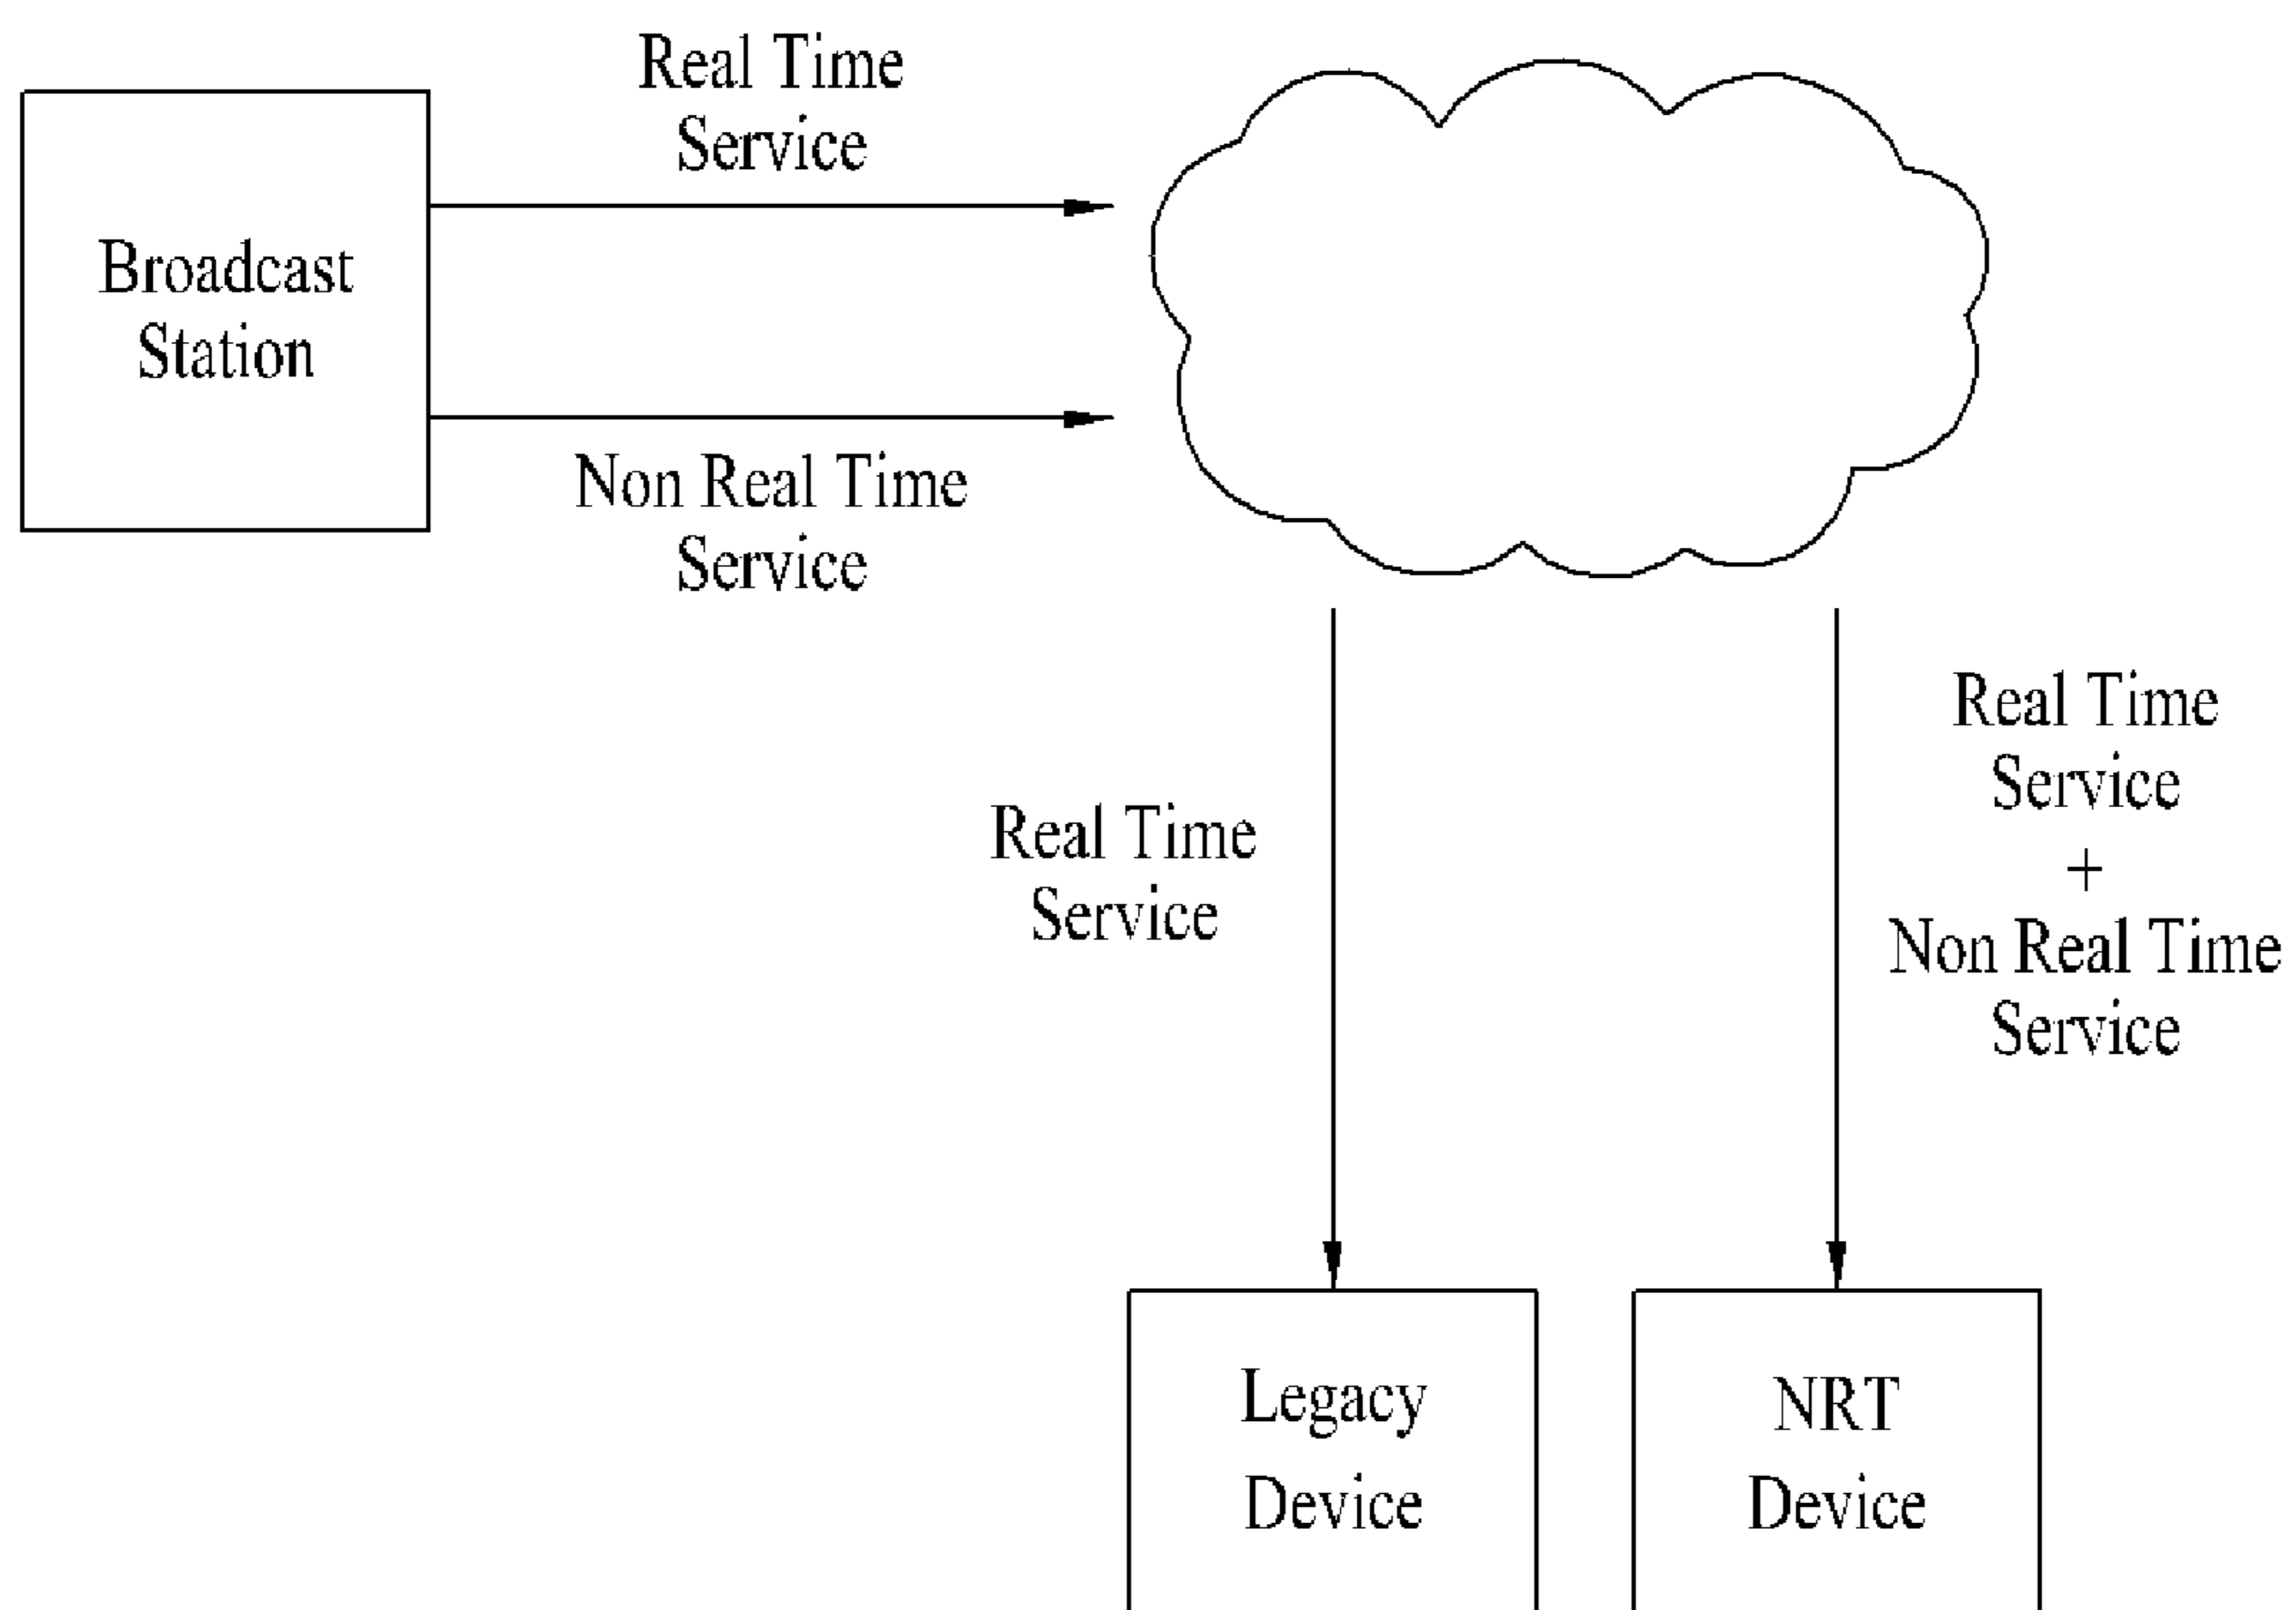 Real Time
Service
Broadcast
Station
Non Real Time
Service
Real Time
Service
Real Time
Service
+
Non Real Time
Service
Legacy
Device
NRT
Device